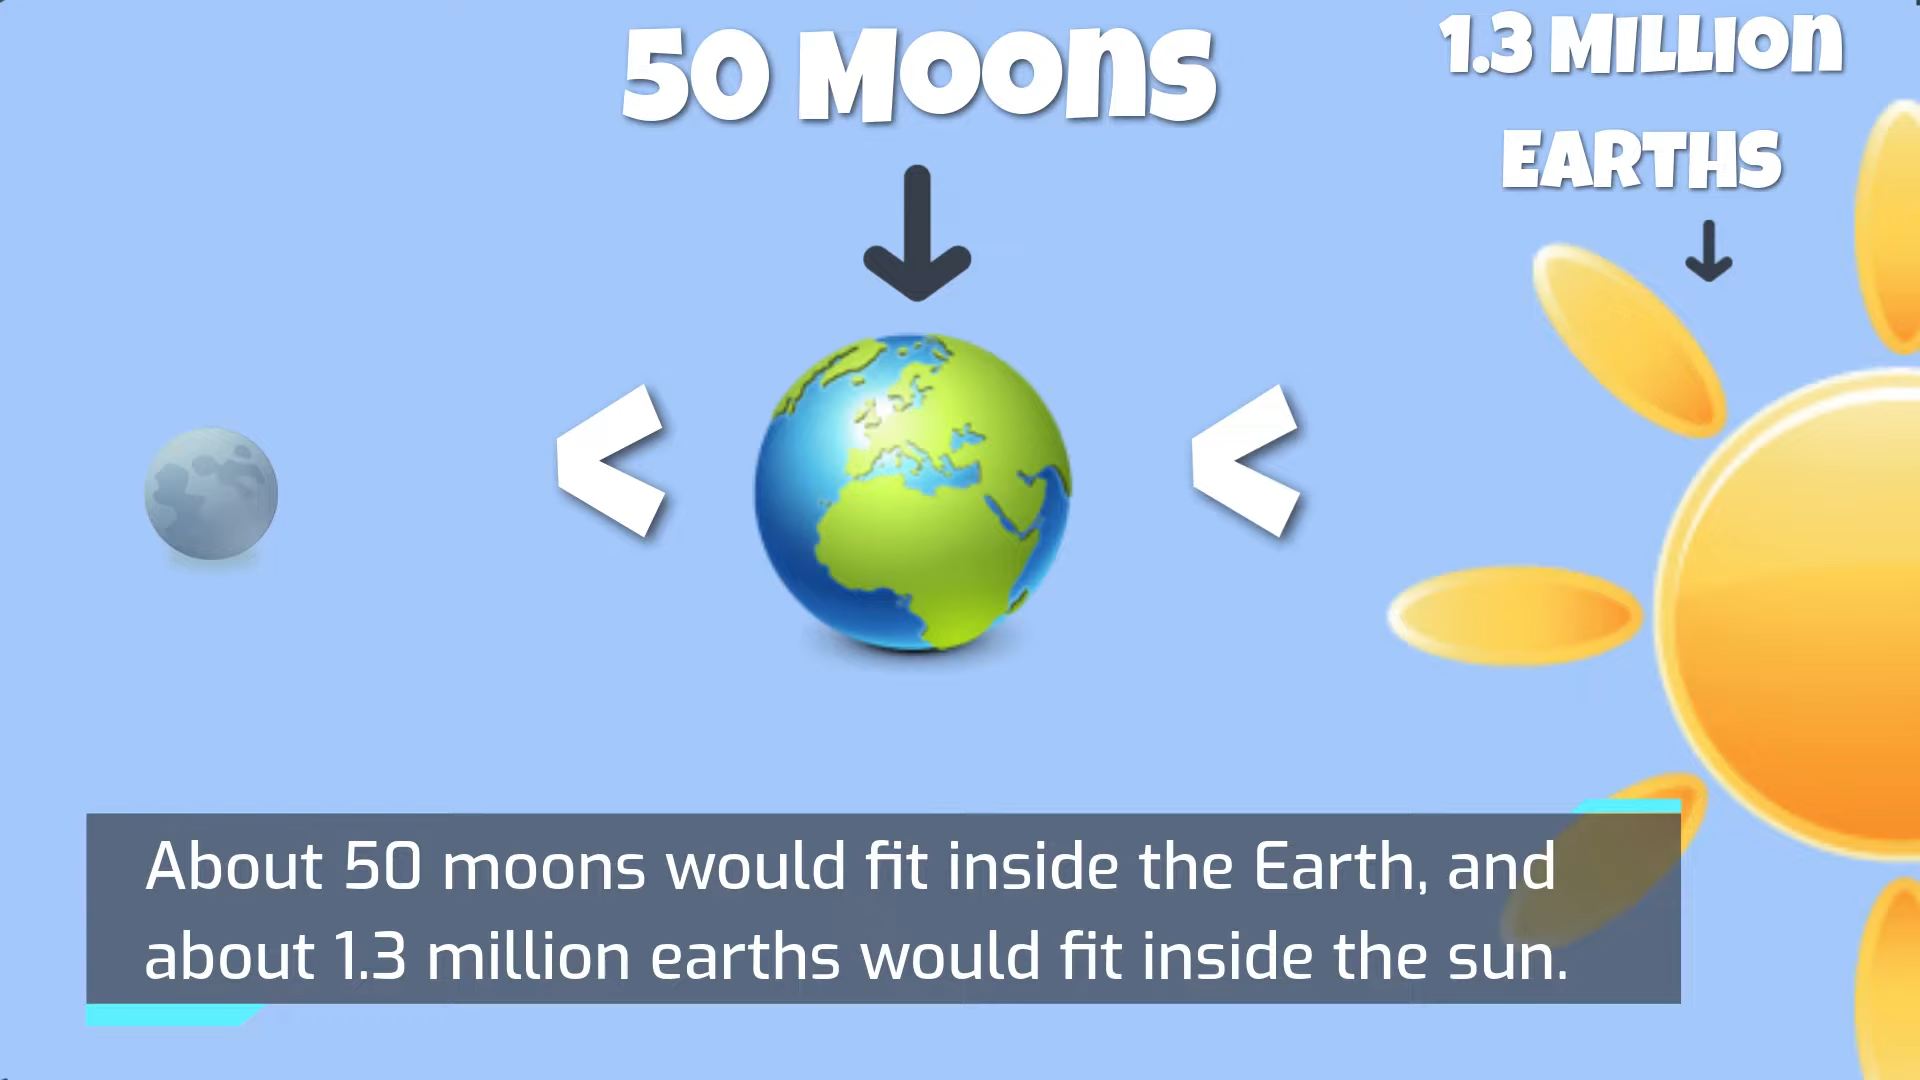 50 MOONS
1.3 MILLION
EARTHS
<
<
About 50 moons would fit inside the Earth, and
about 1.3 million earths would fit inside the sun.